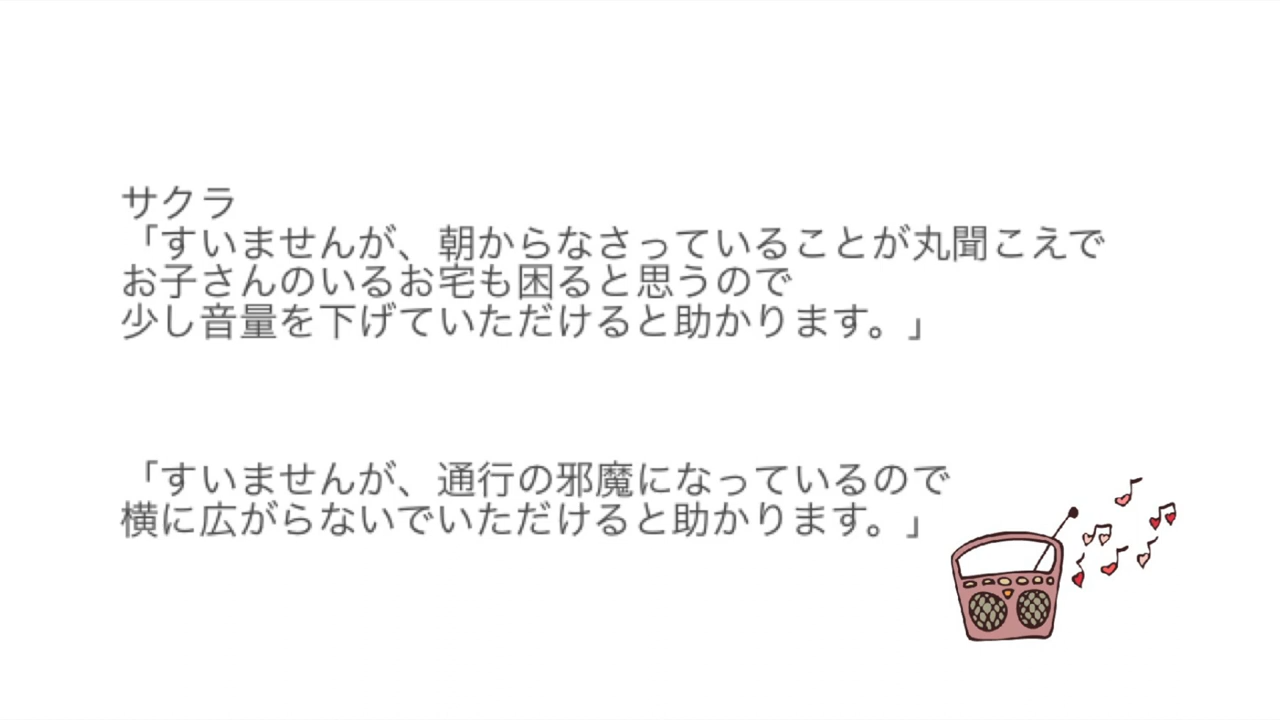 サクラ
「すいませんが、朝からなさっていることが丸聞こえで
お子さんのいるお宅も困ると思うので
少し音量を下げていただけると助かります。」
「すいませんが、通行の邪魔になっているので
横に広がらないでいただけると助かります。」